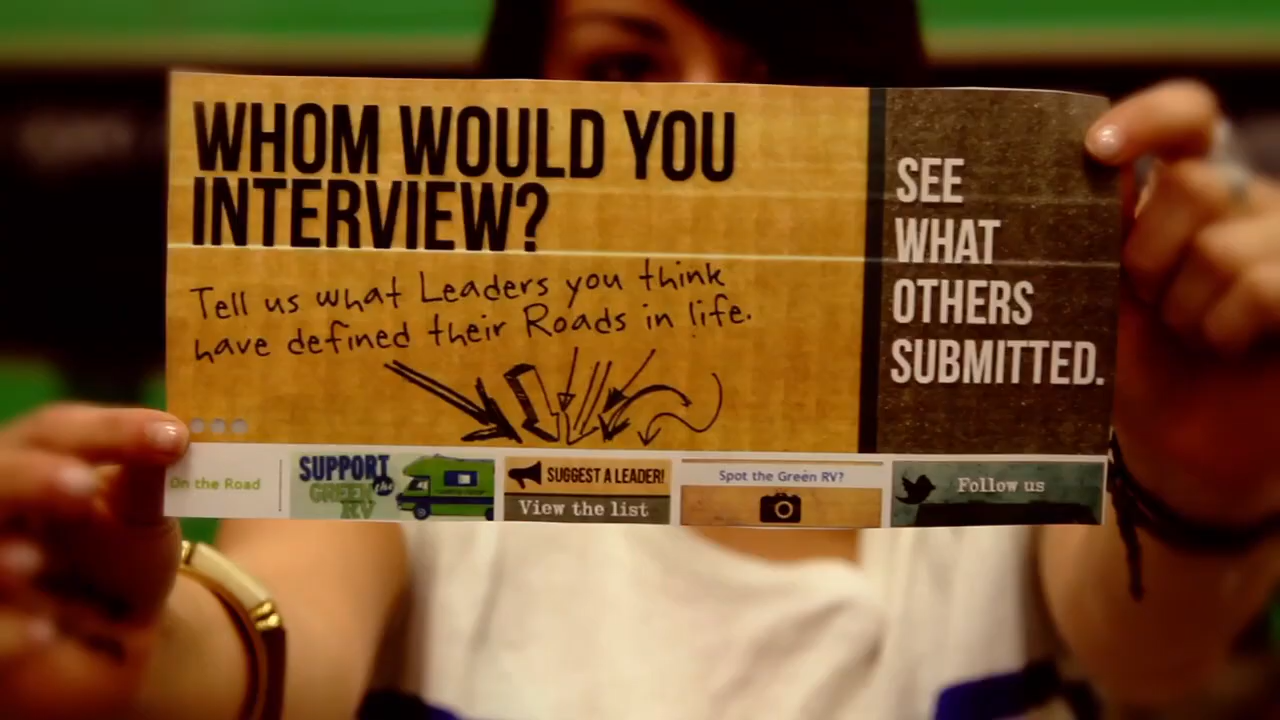 WHOM WOULD YOU
INTERVIEW?
Tell us what Leaders you think
have defined their Roads in life.
SEE
WHAT
OTHERS
SUBMITTED.
On the Road
SUPPORT
the
GREEN
RV
SUGGEST A LEADER!
View the list
Spot the Green RV?
Follow us